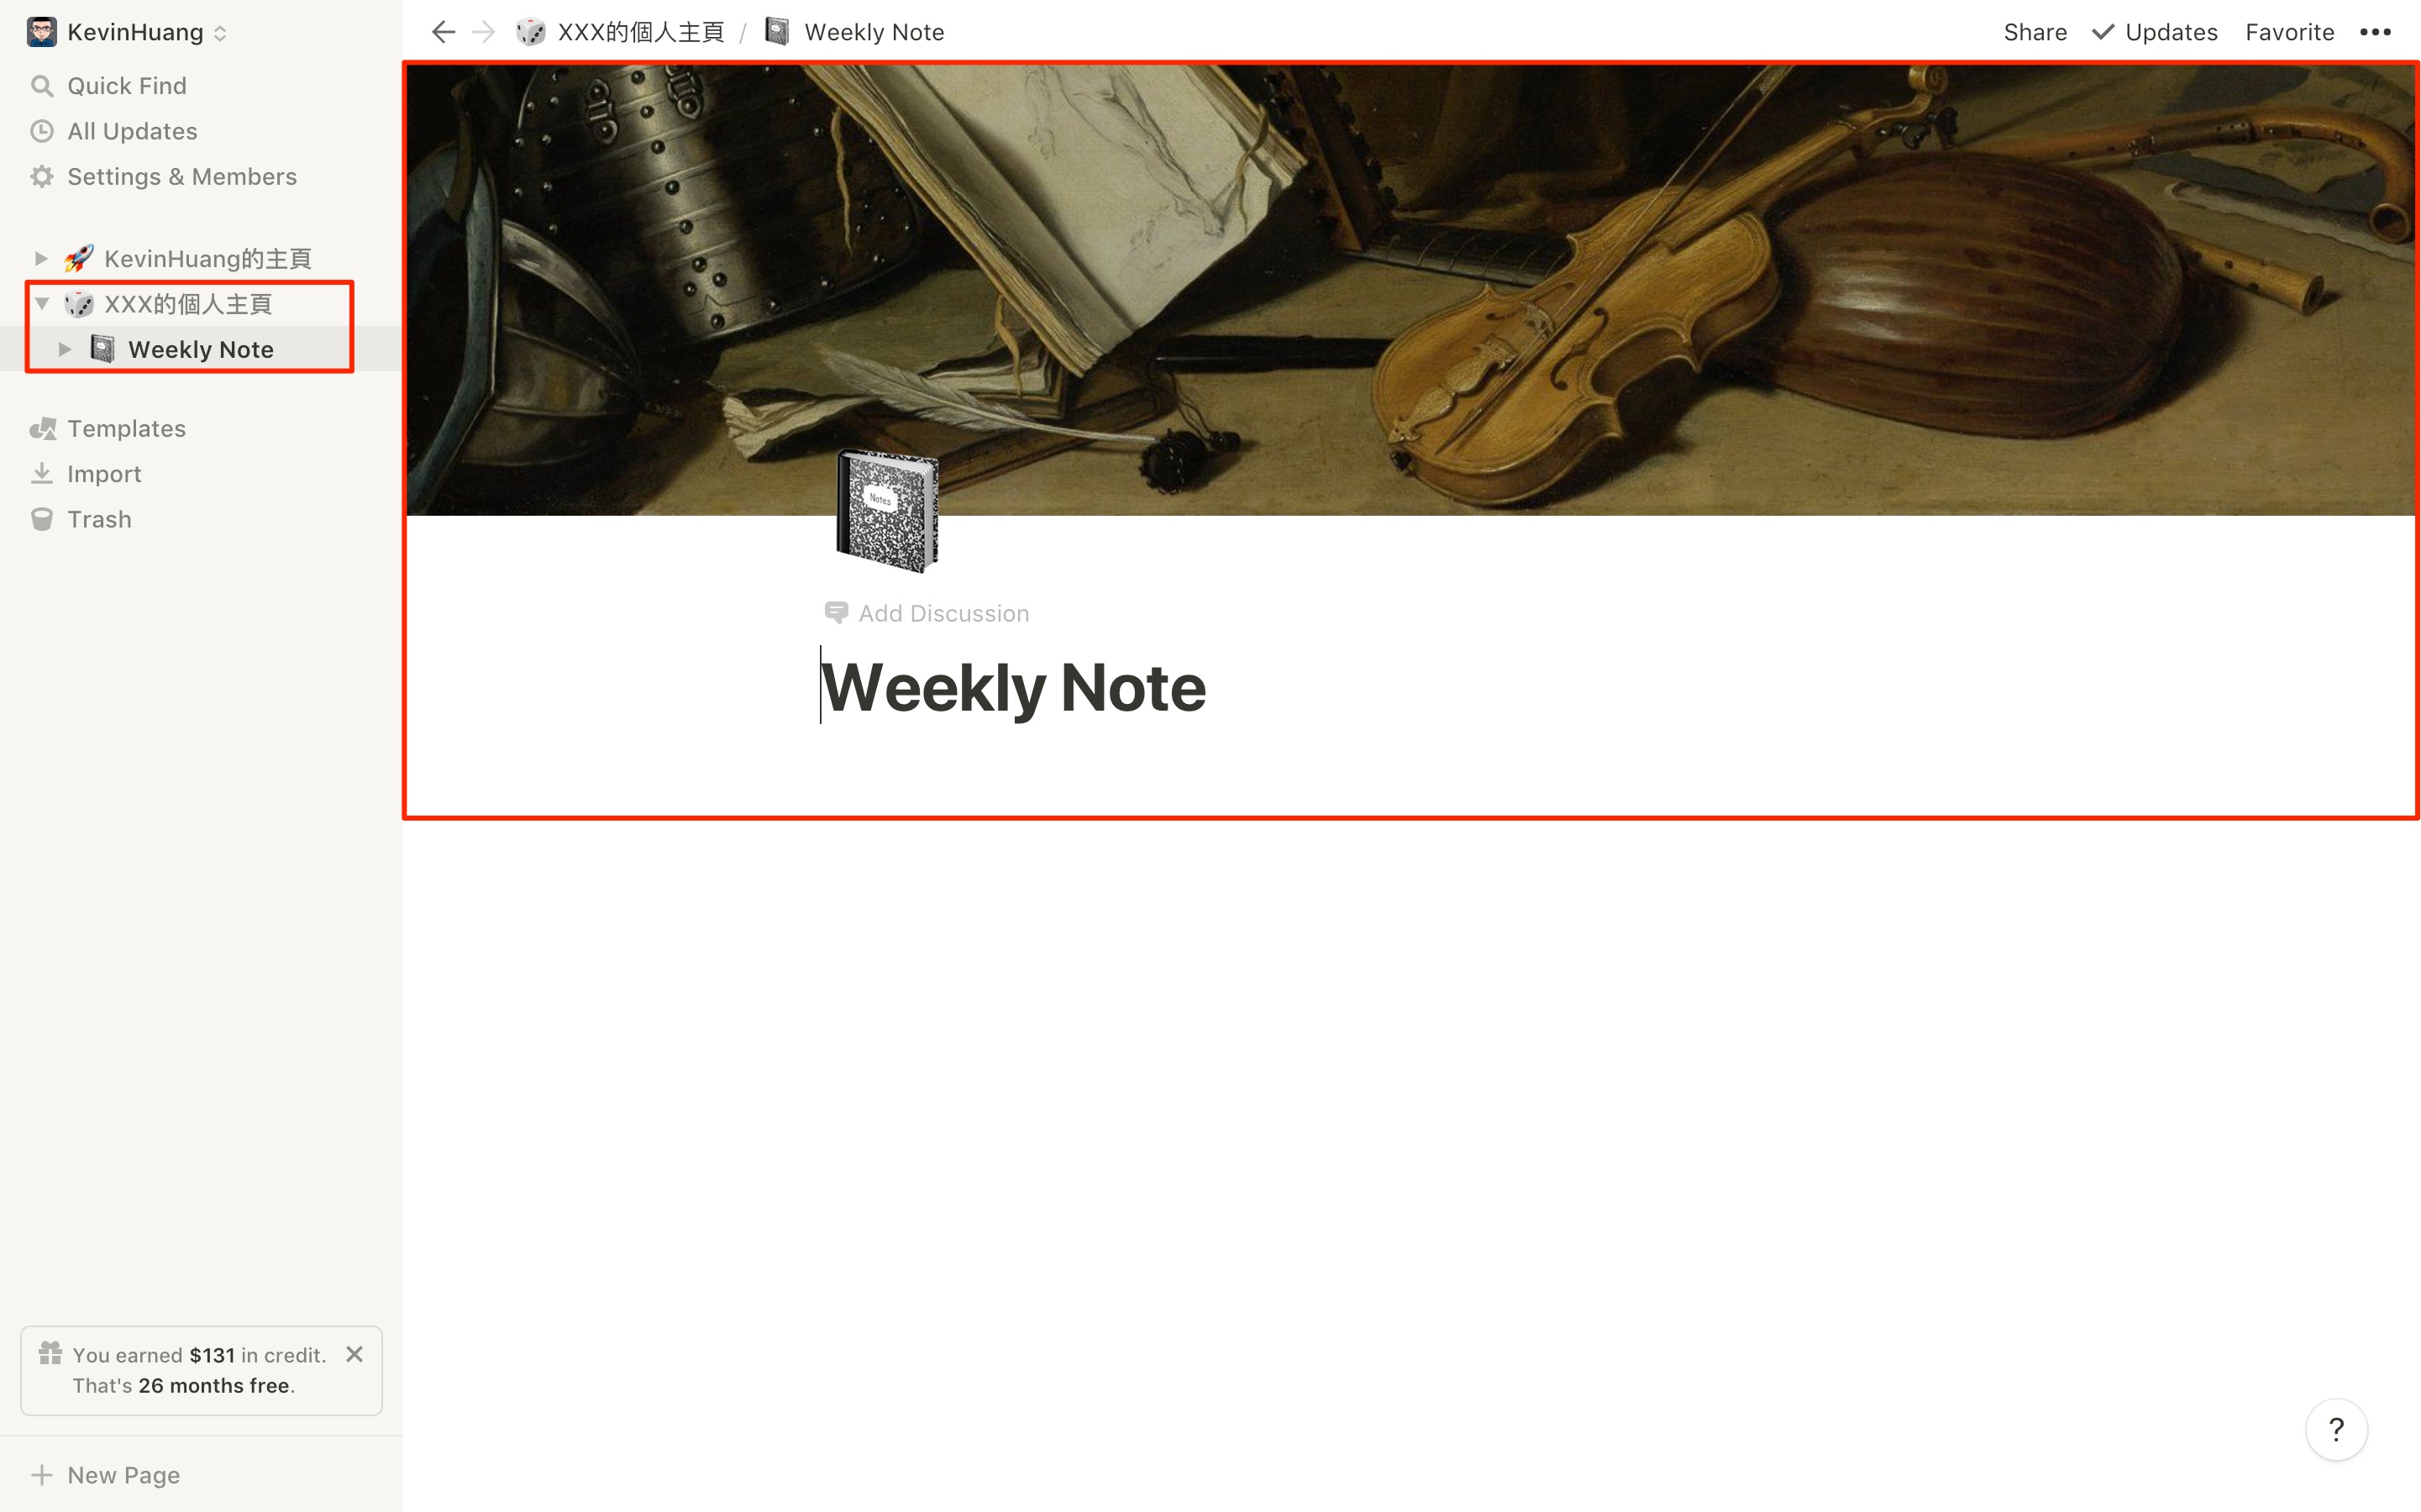 KevinHuang
Quick Find
All Updates
Settings & Members
KevinHuang的主頁
XXX的個人主頁
Weekly Note
Templates
Import
Trash
You earned $131 in credit.
That's 26 months free.
New Page
XXX的個人主頁 / Weekly Note
Share Updates Favorite •••
Notes
Add Discussion
Weekly Note
?